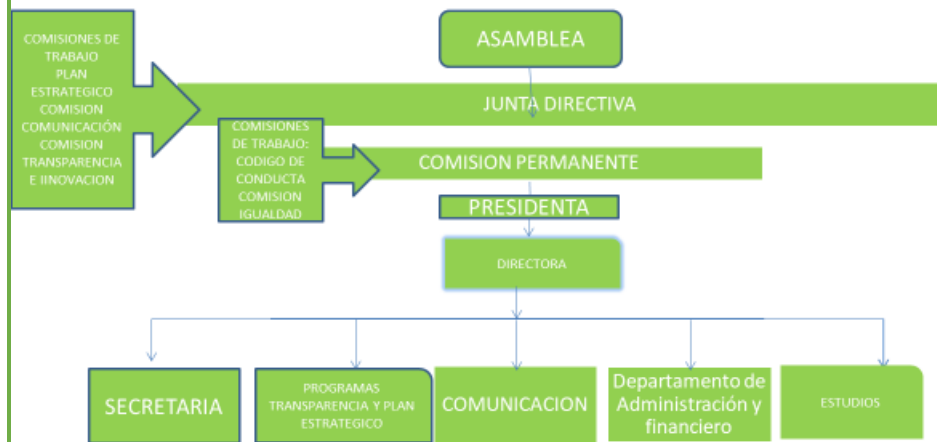 COMISIONES DE
TRABAJO
PLAN
ESTRATEGICO
COMISION
COMUNICACIÓN
COMISION
TRANSPARENCIA
E IINOVACION
ASAMBLEA
JUNTA DIRECTIVA
COMISIONES
DE TRABAJO:
CODIGO DE
CONDUCTA
COMISION
IGUALDAD
COMISION PERMANENTE
PRESIDENTA
DIRECTORA
SECRETARIA
PROGRAMAS
TRANSPARENCIA Y PLAN
ESTRATEGICO
COMUNICACION
Departamento de
Administración y
financiero
ESTUDIOS